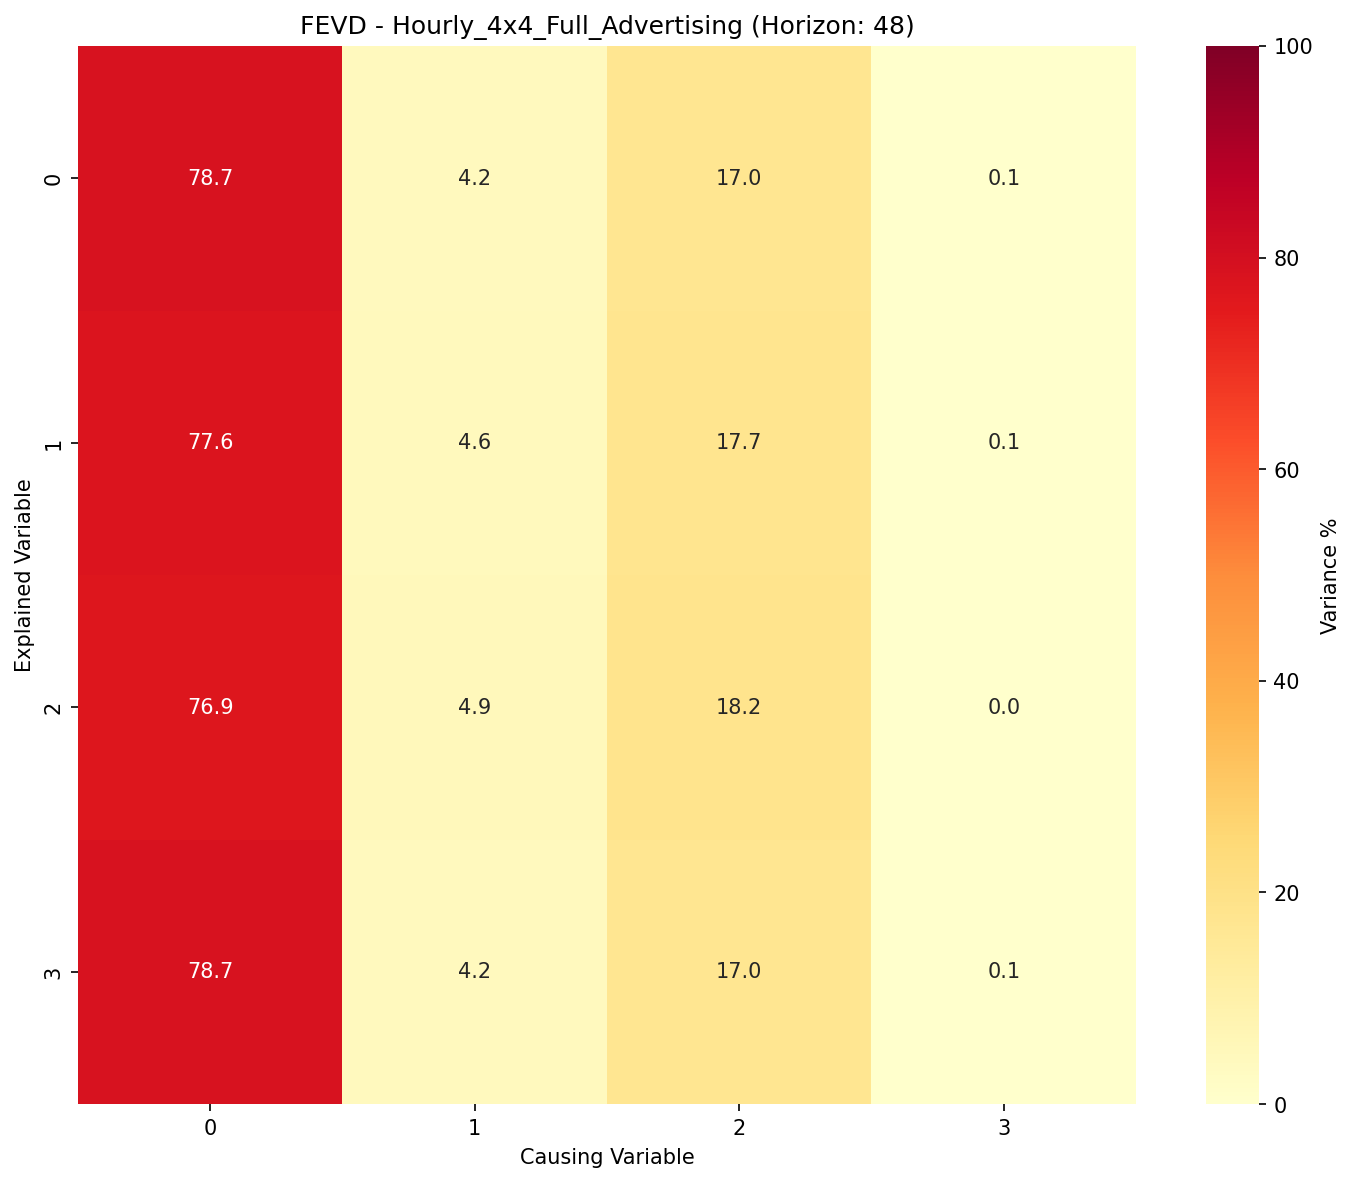 FEVD - Hourly_4x4_Full_Advertising (Horizon: 48)
Explained Variable
0 78.7 4.2 17.0 0.1
1 77.6 4.6 17.7 0.1
2 76.9 4.9 18.2 0.0
3 78.7 4.2 17.0 0.1
0 1 2 3
Causing Variable
100
80
60
40
20
0
Variance %